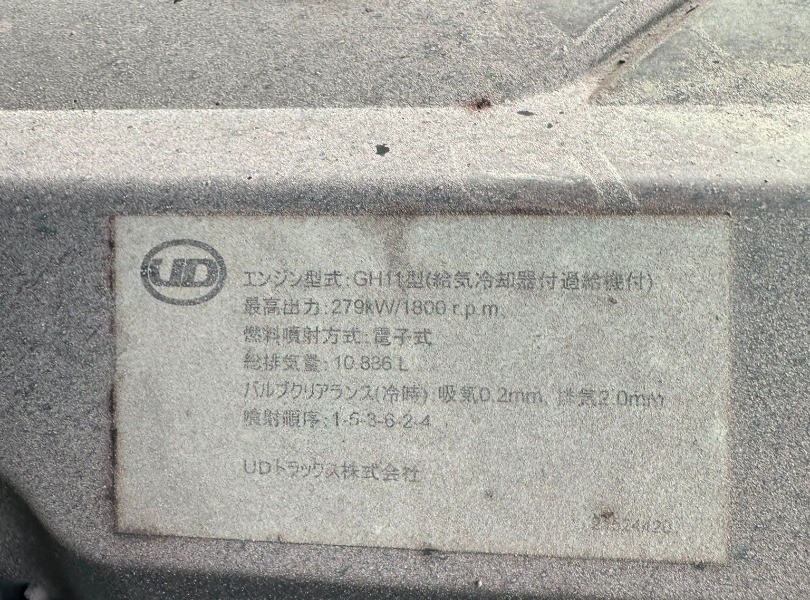 UD
エンジン型式:GH11型(給気冷却器付過給機付)
最高出力:279kW/1800 r.p.m.
燃料噴射方式:電子式
総排気量:10.836 L
バルブクリアランス(冷時) 吸気0.2mm、排気2.0mm
噴射順序:1-5-3-6-2-4
UDトラックス株式会社